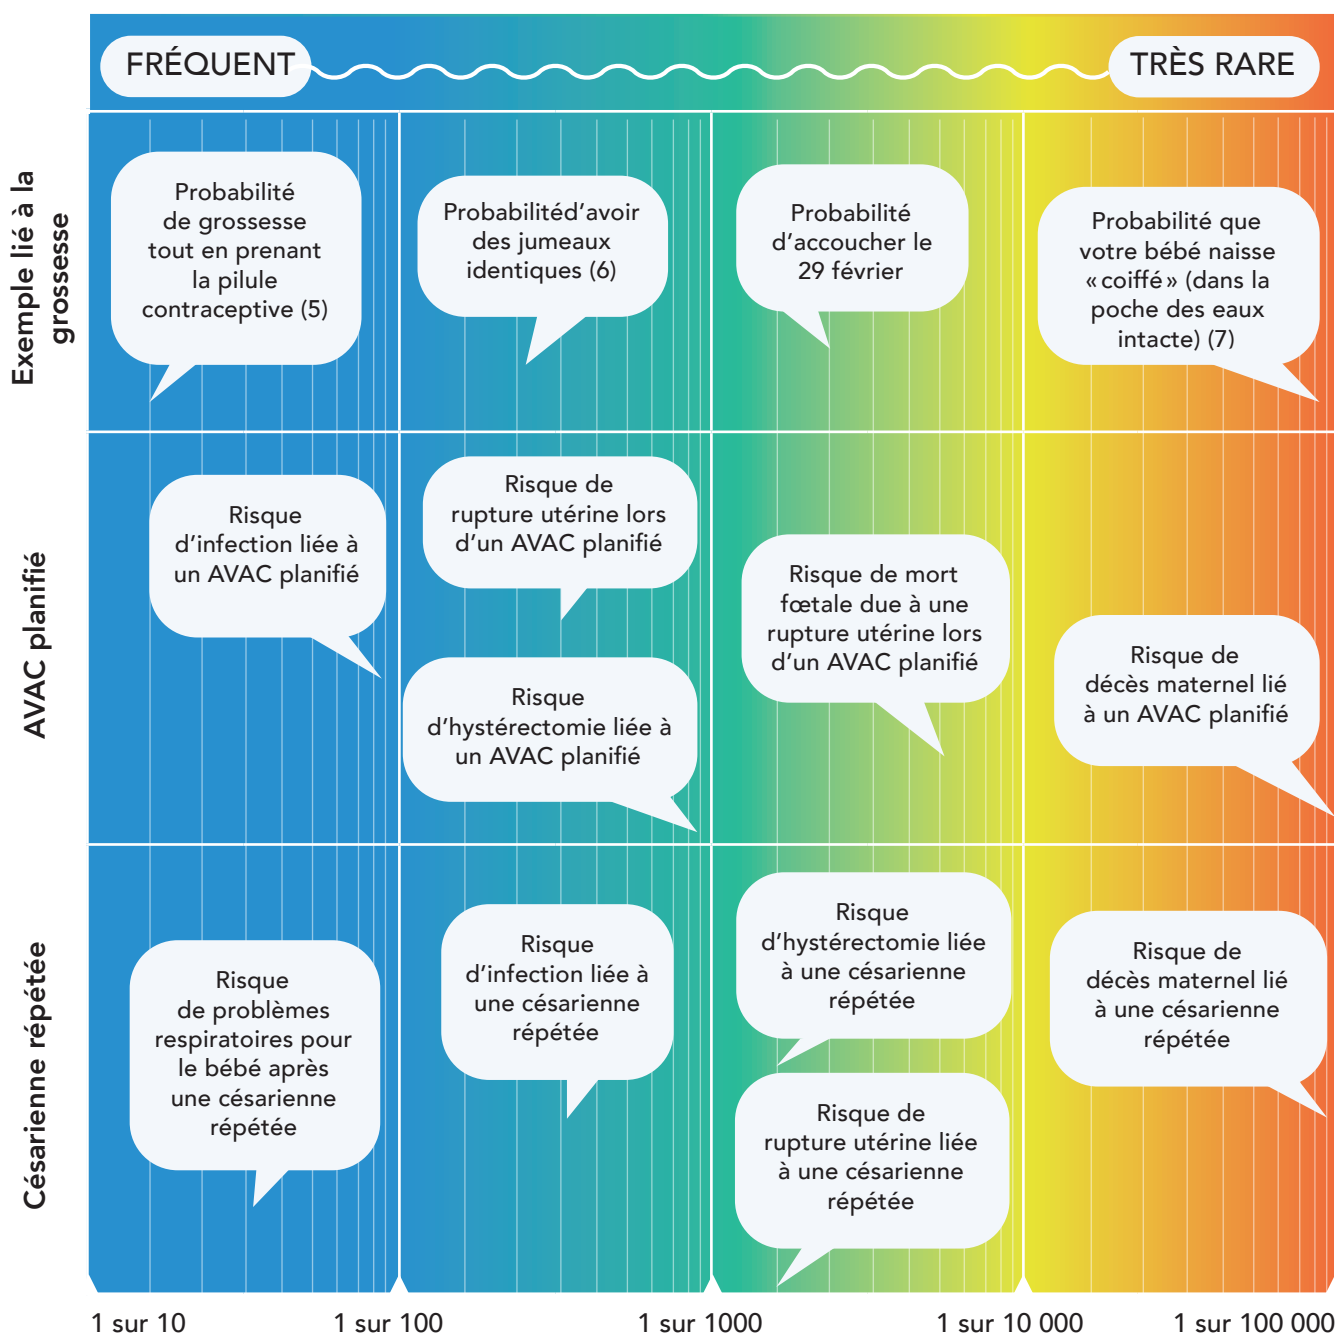 FRÉQUENT
TRÈS RARE
Exemple lié à la
grossesse
Probabilité
de grossesse
tout en prenant
la pilule
contraceptive (5)
Probabilitéd’avoir
des jumeaux
identiques (6)
Probabilité
d’accoucher le
29 février
Probabilité que
votre bébé naisse
« coiffé » (dans la
poche des eaux
intacte) (7)
AVAC planifié
Risque
d’infection liée à
un AVAC planifié
Risque de
rupture utérine lors
d’un AVAC planifié
Risque
d’hystérectomie liée à
un AVAC planifié
Risque de mort
fœtale due à une
rupture utérine lors
d’un AVAC planifié
Risque de
décès maternel lié
à un AVAC planifié
Césarienne répétée
Risque
de problèmes
respiratoires pour
le bébé après
une césarienne
répétée
Risque
d’infection liée à
une césarienne
répétée
Risque
d’hystérectomie liée
à une césarienne
répétée
Risque de
rupture utérine liée
à une césarienne
répétée
Risque de
décès maternel lié
à une césarienne
répétée
1 sur 10
1 sur 100
1 sur 1000
1 sur 10 000
1 sur 100 000